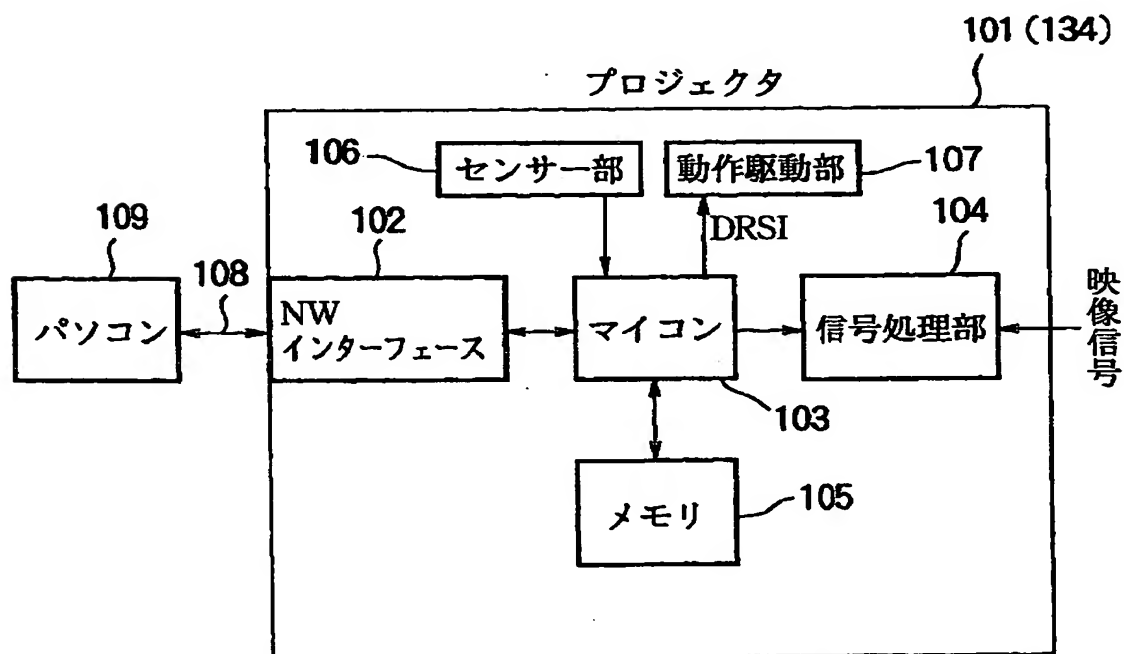 101 (134)
プロジェクタ
106
センサー部
動作駆動部
107
109
102
DRSI
104
108
パソコン
NW
インターフェース
マイコン
信号処理部
映像信号
103
メモリ
105